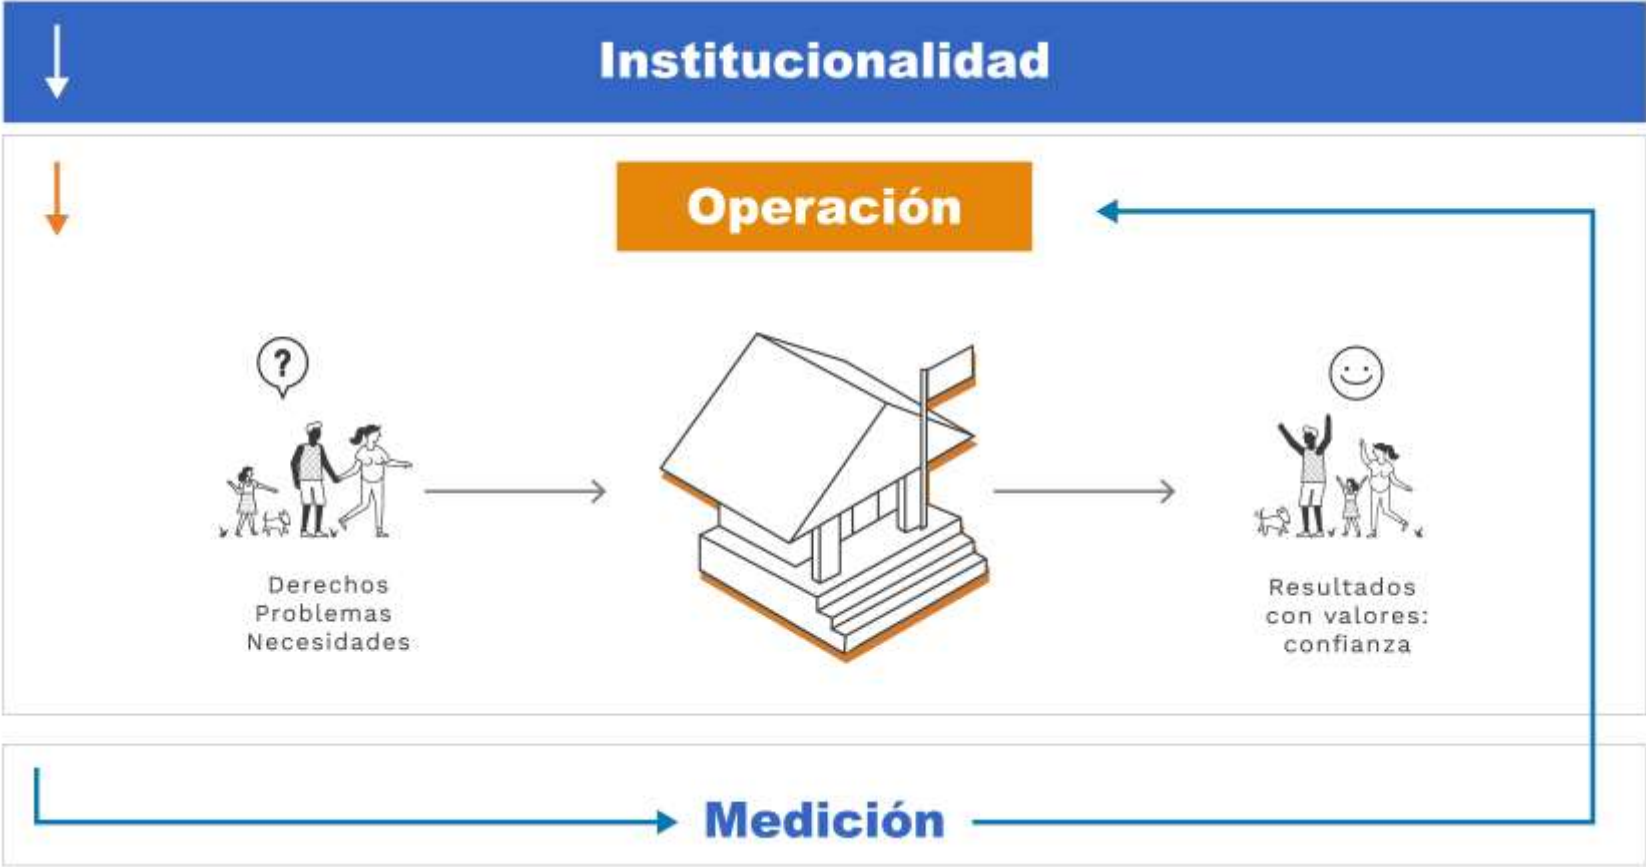 Institucionalidad
Operación
?
Derechos
Problemas
Necesidades
Resultados
con valores:
confianza
Medición